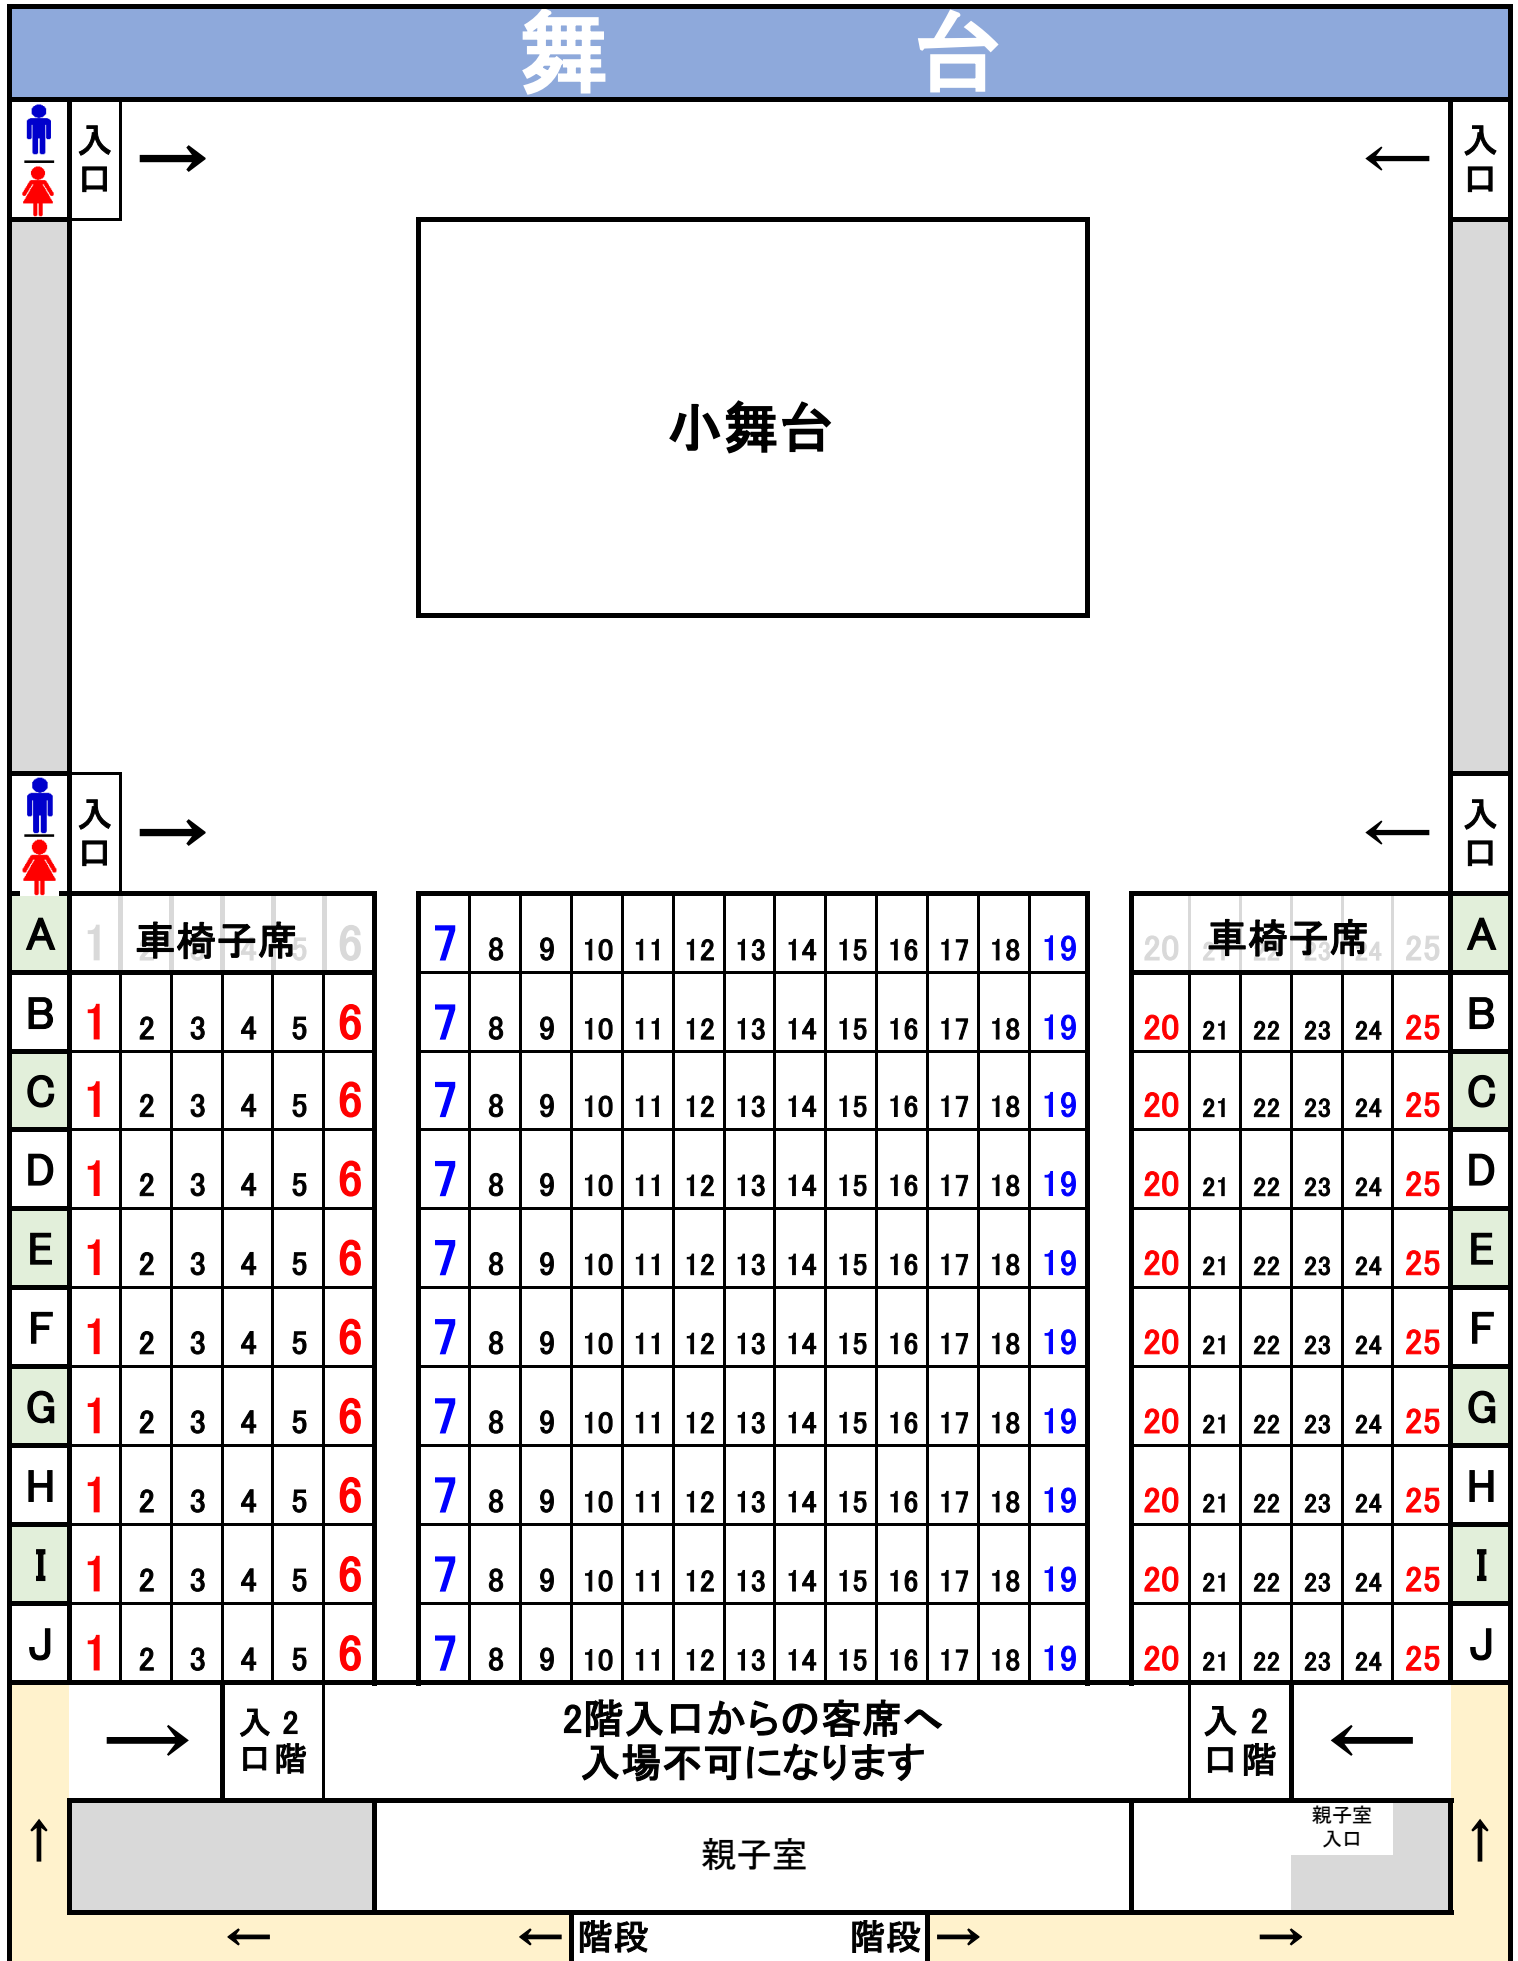 舞　台
入口 → ← 入口
小舞台
入口 → ← 入口
A 1 2 3 4 5 6 車椅子席 7 8 9 10 11 12 13 14 15 16 17 18 19 20 21 22 23 24 25 車椅子席 A
B 1 2 3 4 5 6 7 8 9 10 11 12 13 14 15 16 17 18 19 20 21 22 23 24 25 B
C 1 2 3 4 5 6 7 8 9 10 11 12 13 14 15 16 17 18 19 20 21 22 23 24 25 C
D 1 2 3 4 5 6 7 8 9 10 11 12 13 14 15 16 17 18 19 20 21 22 23 24 25 D
E 1 2 3 4 5 6 7 8 9 10 11 12 13 14 15 16 17 18 19 20 21 22 23 24 25 E
F 1 2 3 4 5 6 7 8 9 10 11 12 13 14 15 16 17 18 19 20 21 22 23 24 25 F
G 1 2 3 4 5 6 7 8 9 10 11 12 13 14 15 16 17 18 19 20 21 22 23 24 25 G
H 1 2 3 4 5 6 7 8 9 10 11 12 13 14 15 16 17 18 19 20 21 22 23 24 25 H
I 1 2 3 4 5 6 7 8 9 10 11 12 13 14 15 16 17 18 19 20 21 22 23 24 25 I
J 1 2 3 4 5 6 7 8 9 10 11 12 13 14 15 16 17 18 19 20 21 22 23 24 25 J
→ 2階入口
2階入口からの客席へ
入場不可になります
2階入口 ←
↑ 親子室
親子室
入口 ↑
← ← 階段 階段 → →